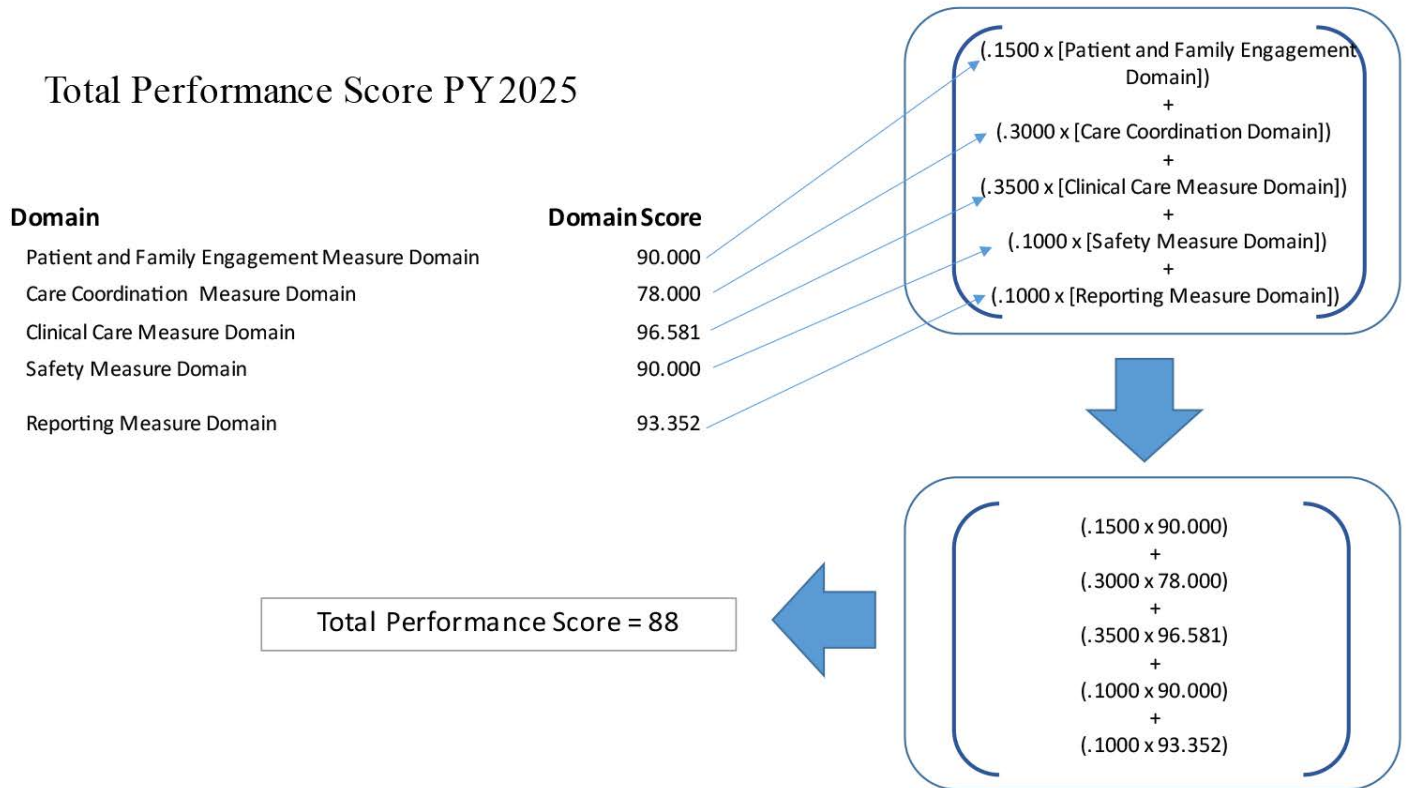 Total Performance Score PY 2025
Domain Domain Score
Patient and Family Engagement Measure Domain 90.000
Care Coordination Measure Domain 78.000
Clinical Care Measure Domain 96.581
Safety Measure Domain 90.000
Reporting Measure Domain 93.352
(.1500 x [Patient and Family Engagement
Domain])
+
(.3000 x [Care Coordination Domain])
+
(.3500 x [Clinical Care Measure Domain])
+
(.1000 x [Safety Measure Domain])
+
(.1000 x [Reporting Measure Domain])
(.1500 x 90.000)
+
(.3000 x 78.000)
+
(.3500 x 96.581)
+
(.1000 x 90.000)
+
(.1000 x 93.352)
Total Performance Score = 88